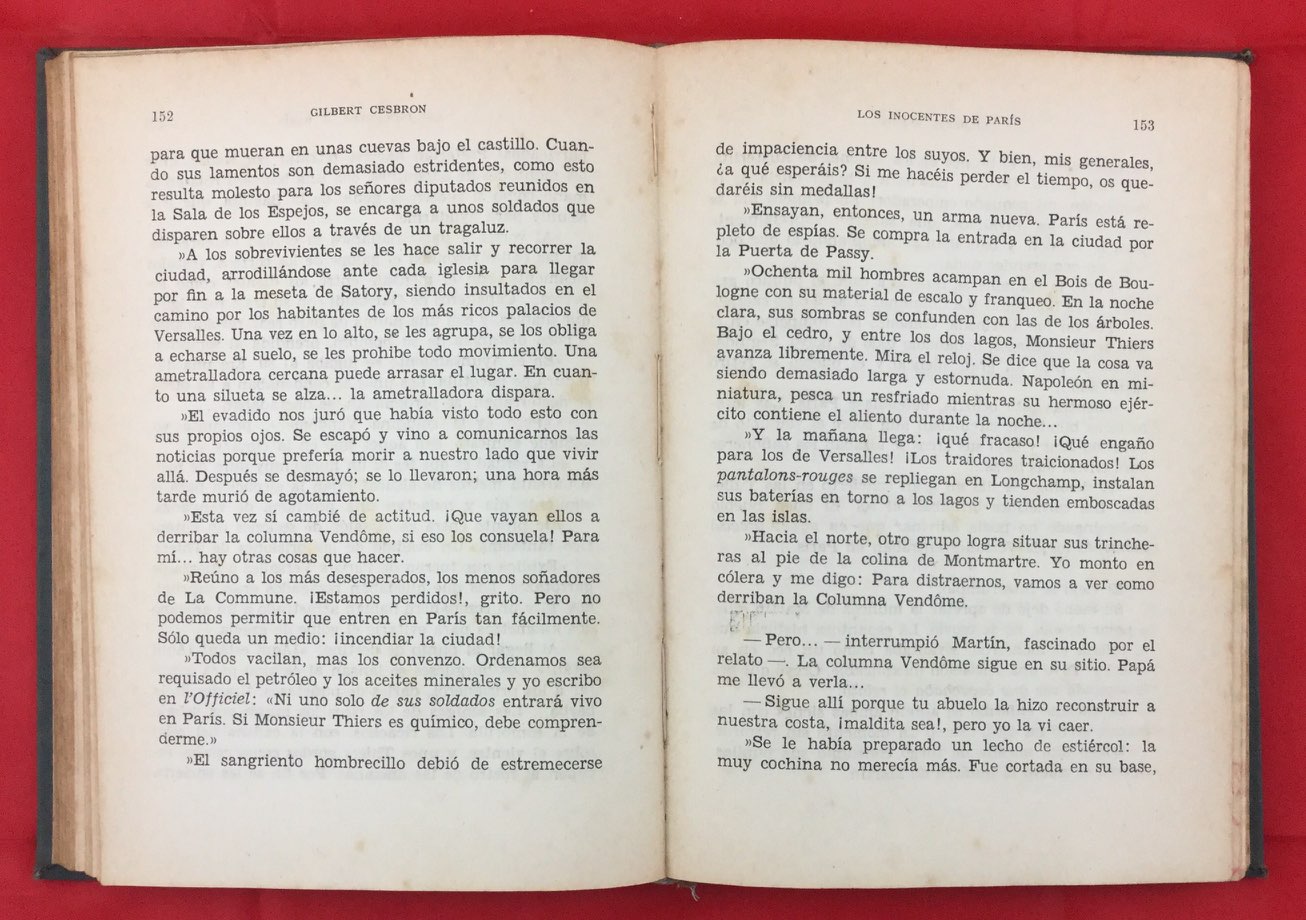 152
GILBERT CESBRON
para que mueran en unas cuevas bajo el castillo. Cuan-
do sus lamentos son demasiado estridentes, como esto
resulta molesto para los señores diputados reunidos en
la Sala de los Espejos, se encarga a unos soldados que
disparen sobre ellos a través de un tragaluz.
»A los sobrevivientes se les hace salir y recorrer la
ciudad, arrodillándose ante cada iglesia para llegar
por fin a la meseta de Satory, siendo insultados en el
camino por los habitantes de los más ricos palacios de
Versalles. Una vez en lo alto, se les agrupa, se los obliga
a echarse al suelo, se les prohibe todo movimiento. Una
ametralladora cercana puede arrasar el lugar. En cuan-
to una silueta se alza... la ametralladora dispara.
»El evadido nos juró que había visto todo esto con
sus propios ojos. Se escapó y vino a comunicarnos las
noticias porque prefería morir a nuestro lado que vivir
allá. Después se desmayó; se lo llevaron; una hora más
tarde murió de agotamiento.
»Esta vez sí cambié de actitud. ¡Que vayan ellos a
derribar la columna Vendôme, si eso los consuela! Para
mí... hay otras cosas que hacer.
»Reúno a los más desesperados, los menos soñadores
de La Commune. ¡Estamos perdidos!, grito. Pero no
podemos permitir que entren en París tan fácilmente.
Sólo queda un medio: ¡incendiar la ciudad!
»Todos vacilan, mas los convenzo. Ordenamos sea
requisado el petróleo y los aceites minerales y yo escribo
en l'Officiel: «Ni uno solo de sus soldados entrará vivo
en París. Si Monsieur Thiers es químico, debe compren-
derme.»
»El sangriento hombrecillo debió de estremecerse
LOS INOCENTES DE PARÍS
153
de impaciencia entre los suyos. Y bien, mis generales,
¿a qué esperáis? Si me hacéis perder el tiempo, os que-
daréis sin medallas!
»Ensayan, entonces, un arma nueva. París está re-
pleto de espías. Se compra la entrada en la ciudad por
la Puerta de Passy.
»Ochenta mil hombres acampan en el Bois de Bou-
logne con su material de escalo y franqueo. En la noche
clara, sus sombras se confunden con las de los árboles.
Bajo el cedro, y entre los dos lagos, Monsieur Thiers
avanza libremente. Mira el reloj. Se dice que la cosa va
siendo demasiado larga y estornuda. Napoleón en mi-
niatura, pesca un resfriado mientras su hermoso ejér-
cito contiene el aliento durante la noche...
»Y la mañana llega: ¡qué fracaso! ¡Qué engaño
para los de Versalles! ¡Los traidores traicionados! Los
pantalons-rouges se repliegan en Longchamp, instalan
sus baterías en torno a los lagos y tienden emboscadas
en las islas.
»Hacia el norte, otro grupo logra situar sus trinche-
ras al pie de la colina de Montmartre. Yo monto en
cólera y me digo: Para distraernos, vamos a ver como
derriban la Columna Vendôme.
— Pero... — interrumpió Martín, fascinado por el
relato —. La columna Vendôme sigue en su sitio. Papá
me llevó a verla...
— Sigue allí porque tu abuelo la hizo reconstruir a
nuestra costa, ¡maldita sea!, pero yo la vi caer.
»Se le había preparado un lecho de estiércol: la
muy cochina no merecía más. Fue cortada en su base,